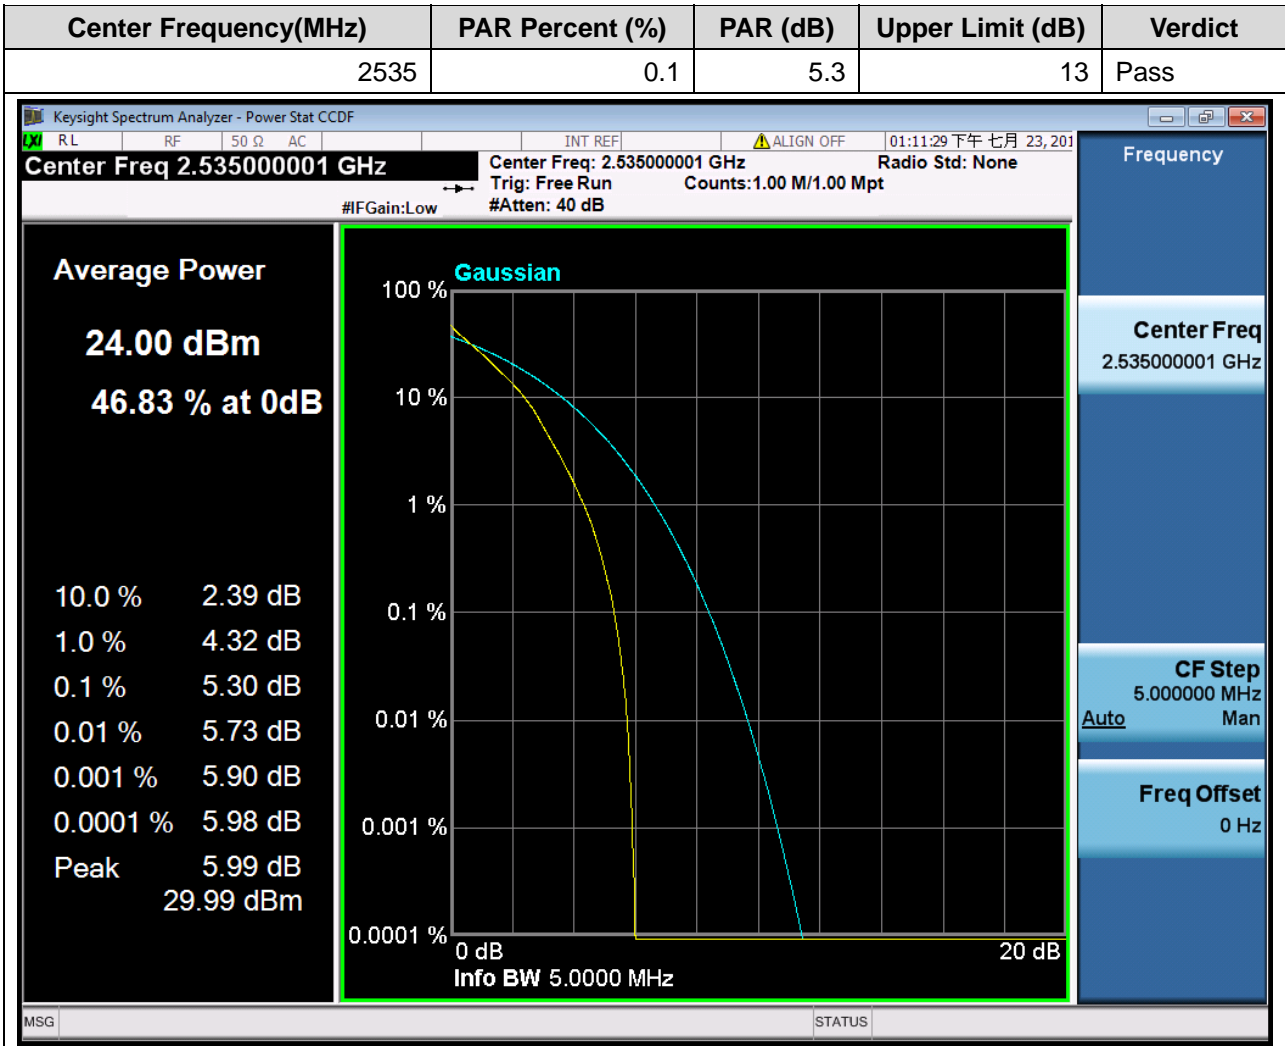 Center Frequency(MHz) PAR Percent (%) PAR (dB) Upper Limit (dB) Verdict
2535 0.1 5.3 13 Pass
Keysight Spectrum Analyzer - Power Stat CCDF
LXI RL RF 50 Ω AC INT REF ALIGN OFF 01:11:29 下午 七月 23, 201
Center Freq 2.535000001 GHz
Center Freq: 2.535000001 GHz Radio Std: None
Trig: Free Run Counts:1.00 M/1.00 Mpt
#IFGain:Low #Atten: 40 dB
Average Power
24.00 dBm
46.83 % at 0dB
10.0 % 2.39 dB
1.0 % 4.32 dB
0.1 % 5.30 dB
0.01 % 5.73 dB
0.001 % 5.90 dB
0.0001 % 5.98 dB
Peak 5.99 dB
29.99 dBm
Gaussian
100 %
10 %
1 %
0.1 %
0.01 %
0.001 %
0.0001 %
0 dB 20 dB
Info BW 5.0000 MHz
Frequency
Center Freq
2.535000001 GHz
CF Step
5.000000 MHz
Auto Man
Freq Offset
0 Hz
MSG STATUS